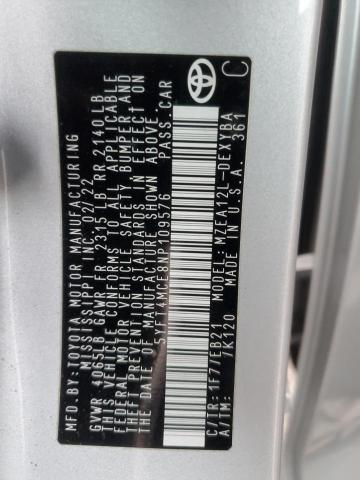 MFD.BY:TOYOTA MOTOR MANUFACTURING
MISSISSIPPI INC. 02/22
GVWR 4065LB GAWR FR 2315 LB RR 2140 LB
THIS VEHICLE CONFORMS TO ALL APPLICABLE
FEDERAL MOTOR VEHICLE SAFETY BUMPER AND
THEFT PREVENTION STANDARDS IN EFFECT ON
THE DATE OF MANUFACTURE SHOWN ABOVE.
5YFT4MCE8NP109576 PASS.CAR
C/TR:1F7/EB21 MZEA12L-DEXYBA
A/TM: /K120 MADE IN U.S.A. 361
C